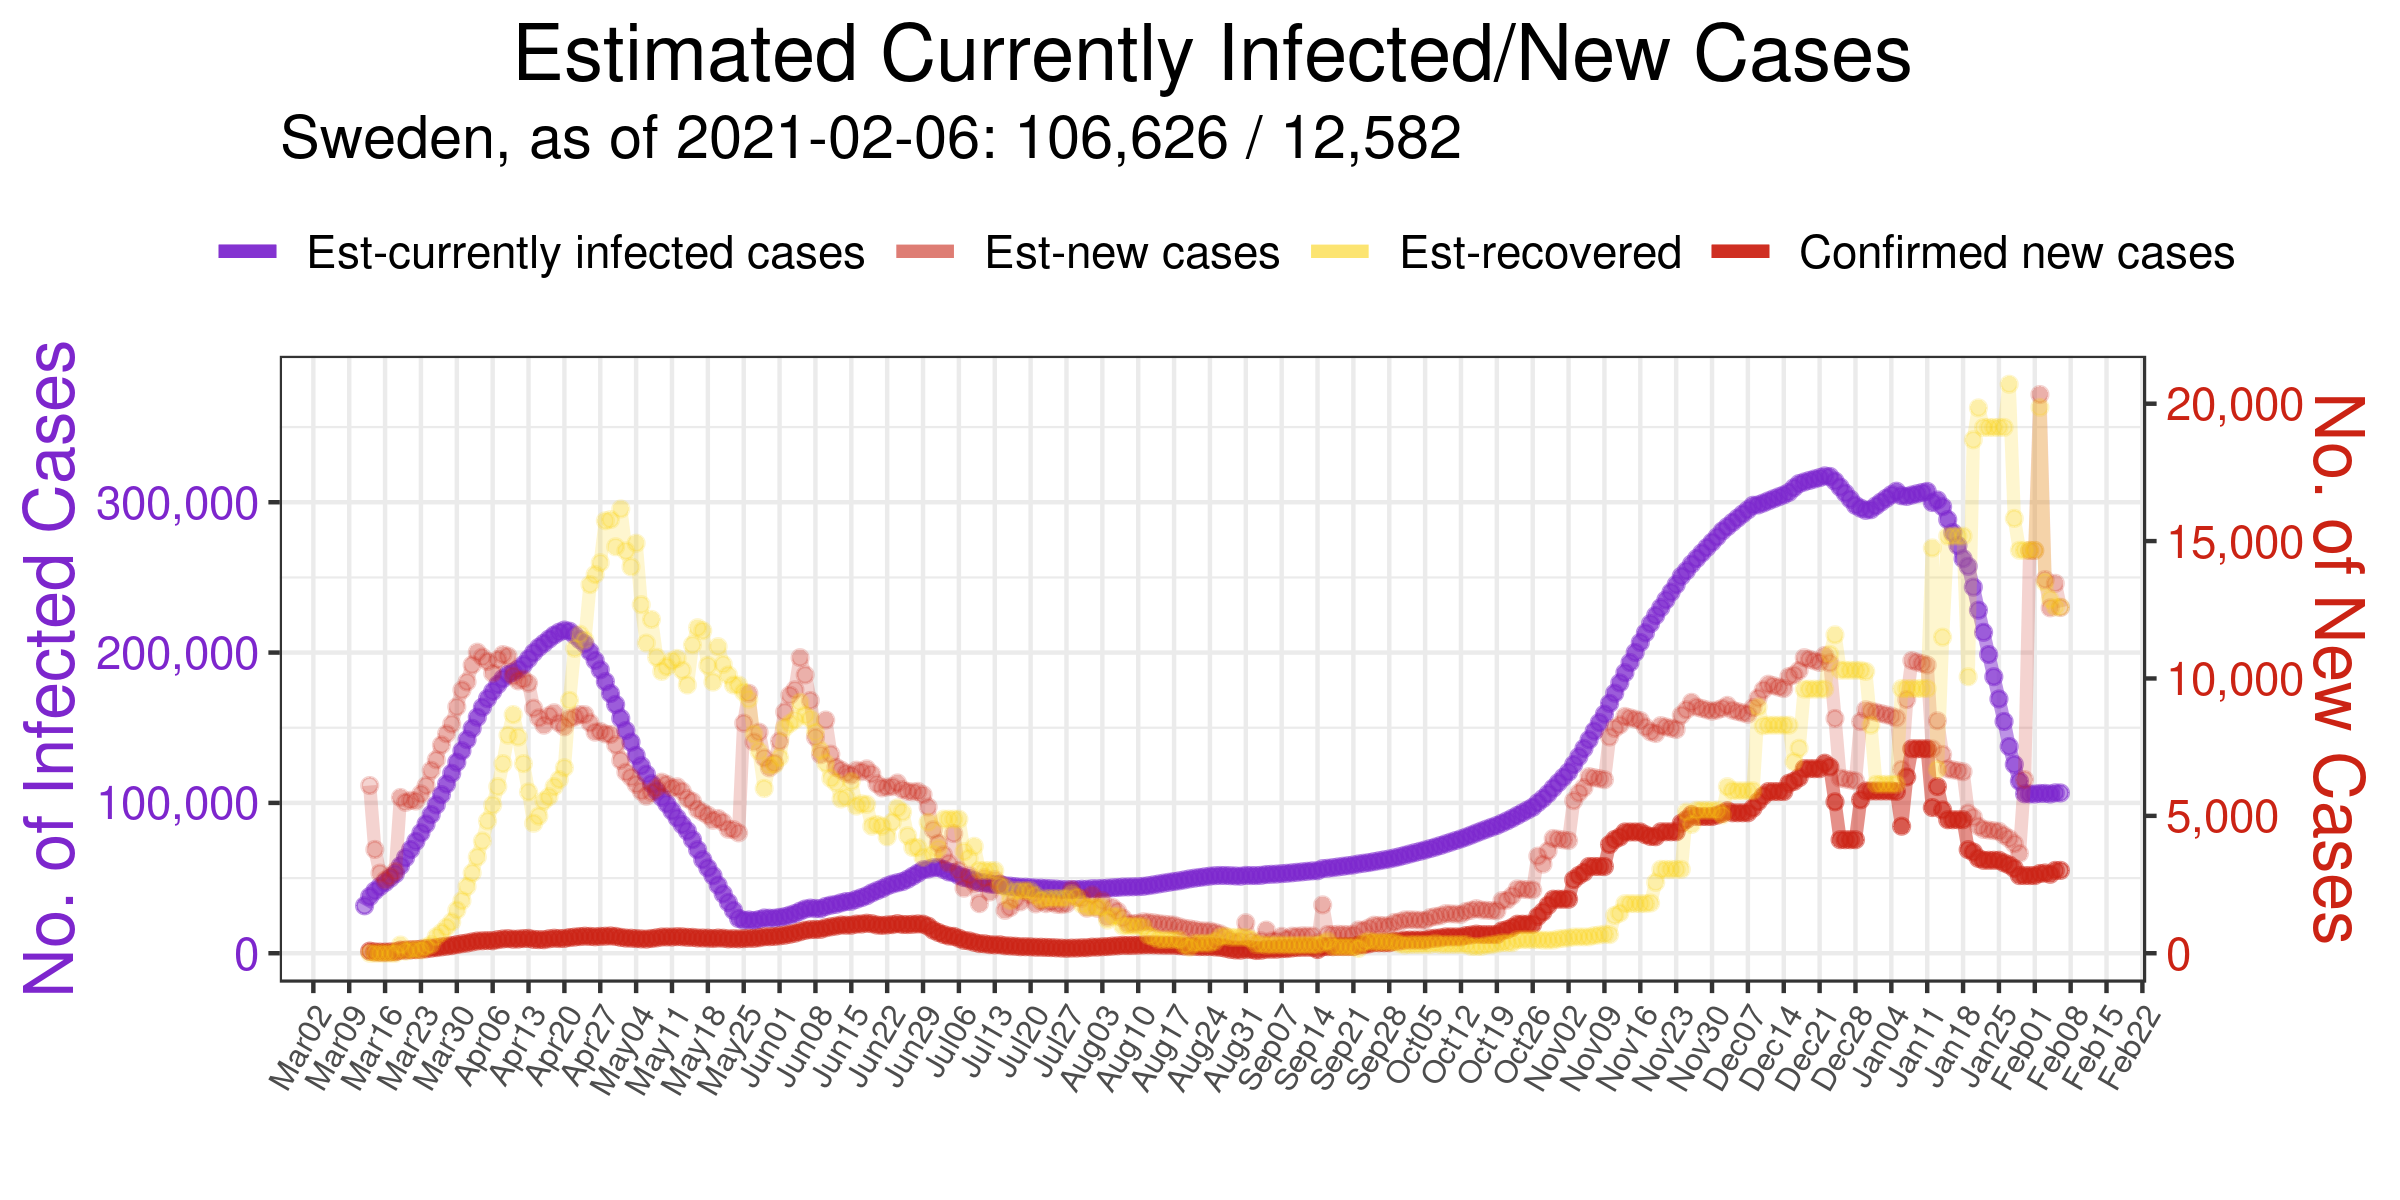 Estimated Currently Infected/New Cases
Sweden, as of 2021-02-06: 106,626 / 12,582
Est-currently infected cases Est-new cases Est-recovered Confirmed new cases
No. of Infected Cases
300,000
200,000
100,000
0
20,000
15,000
10,000
5,000
0
No. of New Cases
Mar02 Mar09 Mar16 Mar23 Mar30 Apr06 Apr13 Apr20 Apr27 May04 May11 May18 May25 Jun01 Jun08 Jun15 Jun22 Jun29 Jul06 Jul13 Jul20 Jul27 Aug03 Aug10 Aug17 Aug24 Aug31 Sep07 Sep14 Sep21 Sep28 Oct05 Oct12 Oct19 Oct26 Nov02 Nov09 Nov16 Nov23 Nov30 Dec07 Dec14 Dec21 Dec28 Jan04 Jan11 Jan18 Jan25 Feb01 Feb08 Feb15 Feb22